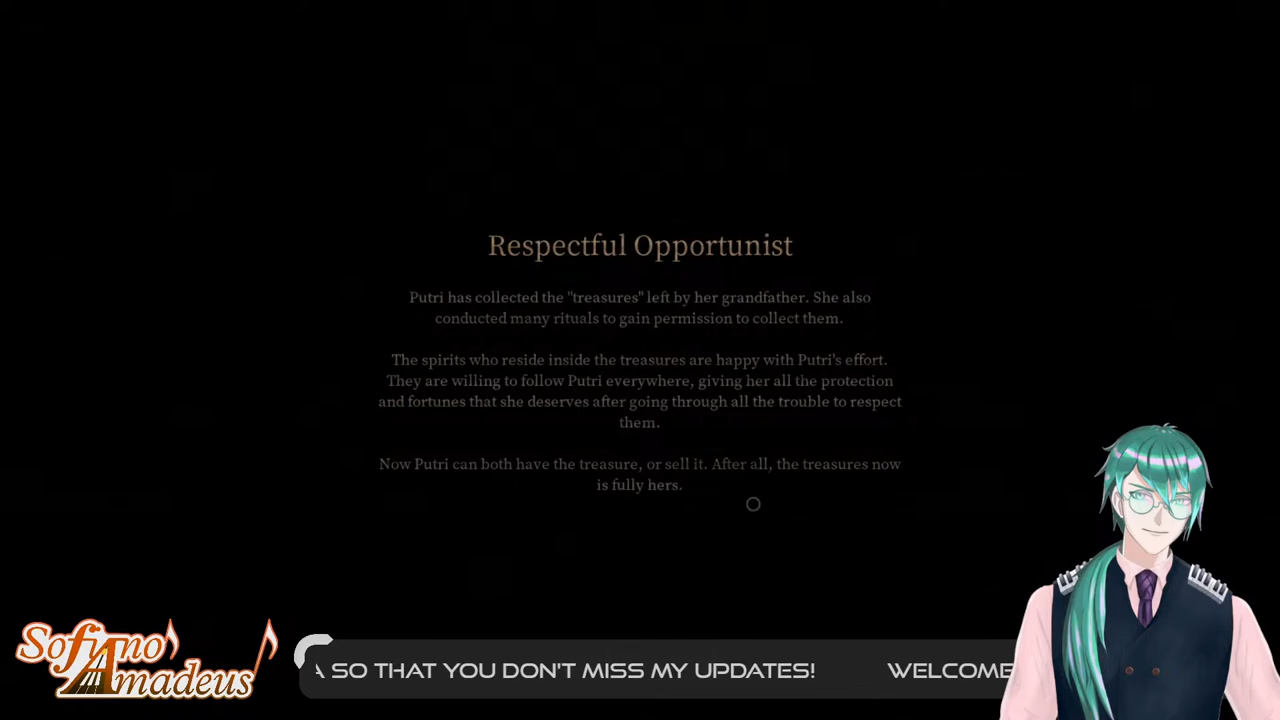 Respectful Opportunist
Putri has collected the "treasures" left by her grandfather. She also
conducted many rituals to gain permission to collect them.
The spirits who reside inside the treasures are happy with Putri's effort.
They are willing to follow Putri everywhere, giving her all the protection
and fortunes that she deserves after going through all the trouble to respect
them.
Now Putri can both have the treasure, or sell it. After all, the treasures now
is fully hers.
Sofiano
Amadeus
A SO THAT YOU DON'T MISS MY UPDATES! WELCOME